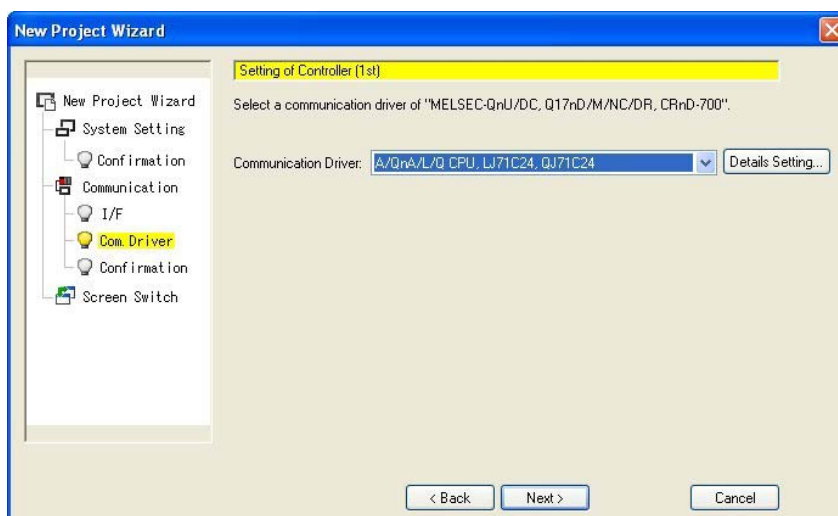 New Project Wizard
New Project Wizard
System Setting
Confirmation
Communication
I/F
Com.Driver
Confirmation
Screen Switch
Setting of Controller (1st)
Select a communication driver of "MELSEC-QnU/DC, Q17nD/M/NC/DR, CRnD-700".
Communication Driver: A/QnA/L/Q CPU, LJ71C24, QJ71C24 Details Setting...
< Back Next > Cancel